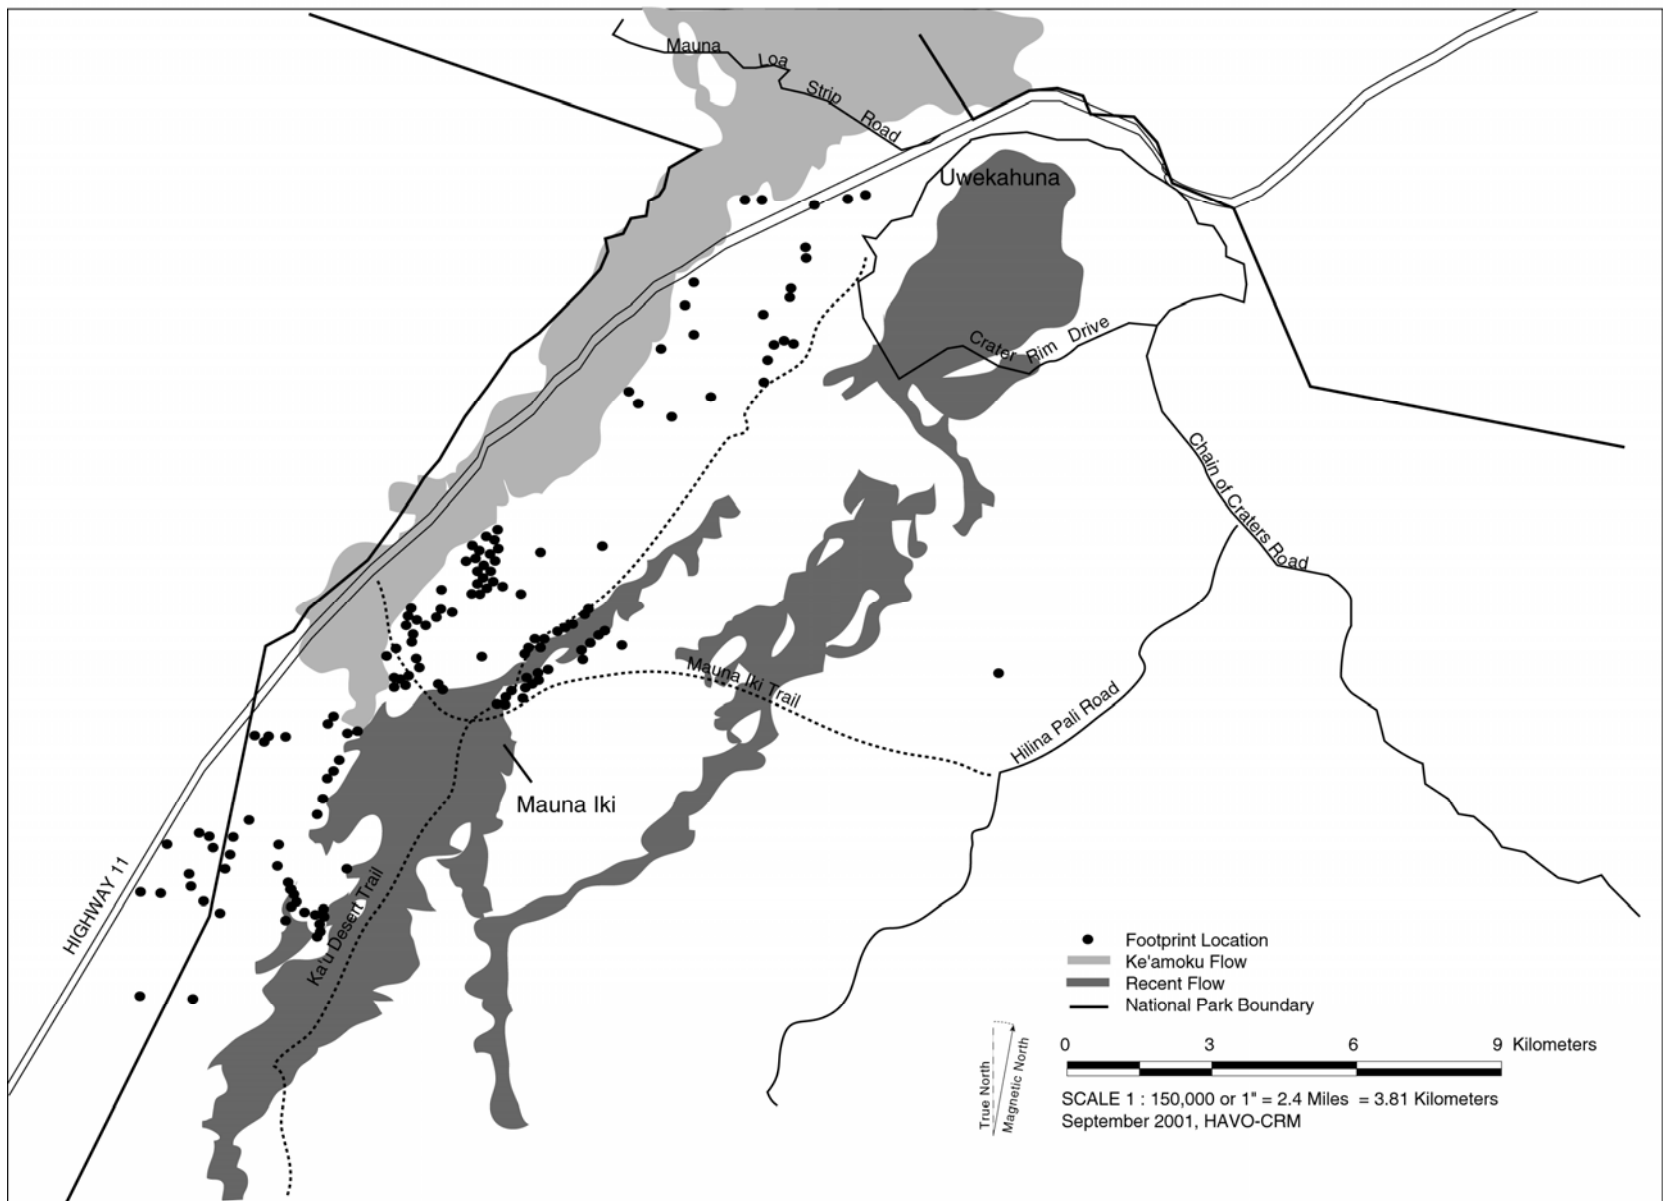 Mauna Loa Strip Road
Uwekahuna
Crater Rim Drive
Chain of Craters Road
Mauna Iki Trail
Hilina Pali Road
Mauna Iki
HIGHWAY 11
Ka'u Desert Trail
Footprint Location
Ke'amoku Flow
Recent Flow
National Park Boundary
0 3 6 9 Kilometers
True North
Magnetic North
SCALE 1 : 150,000 or 1" = 2.4 Miles = 3.81 Kilometers
September 2001, HAVO-CRM